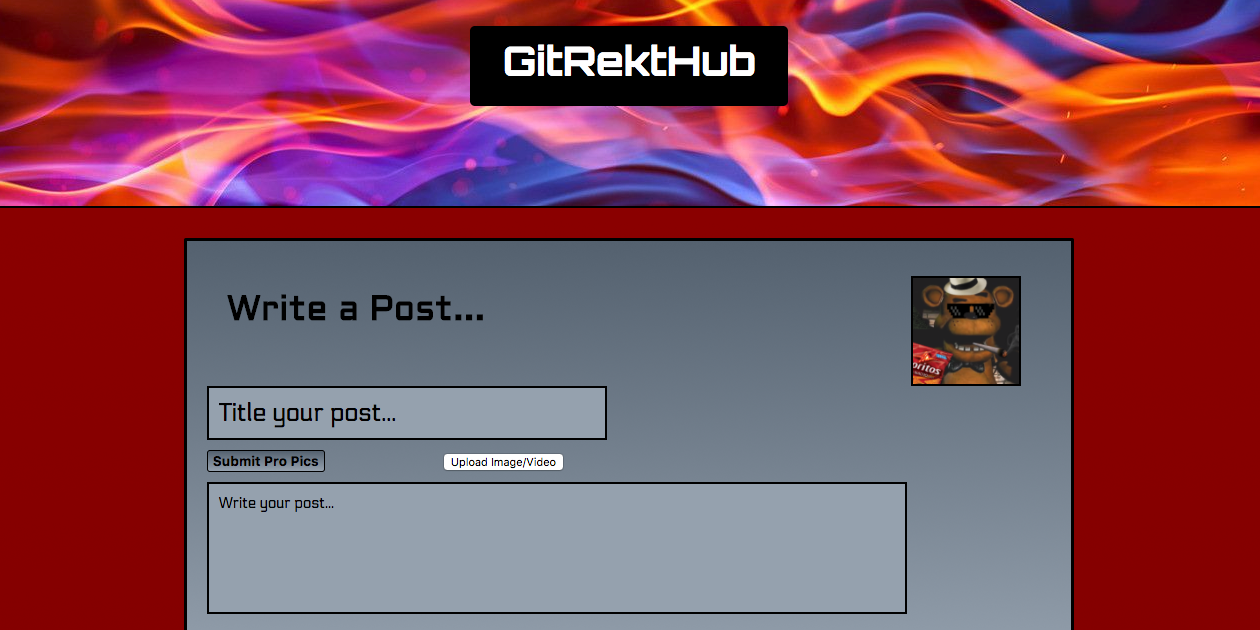 GitRektHub
Write a Post...
Title your post...
Submit Pro Pics
Upload Image/Video
Write your post...